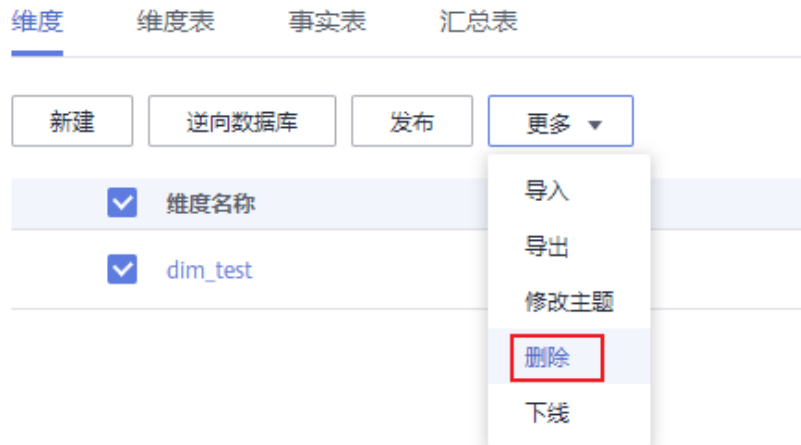 维度 维度表 事实表 汇总表
新建 逆向数据库 发布 更多
维度名称
dim_test
导入
导出
修改主题
删除
下线